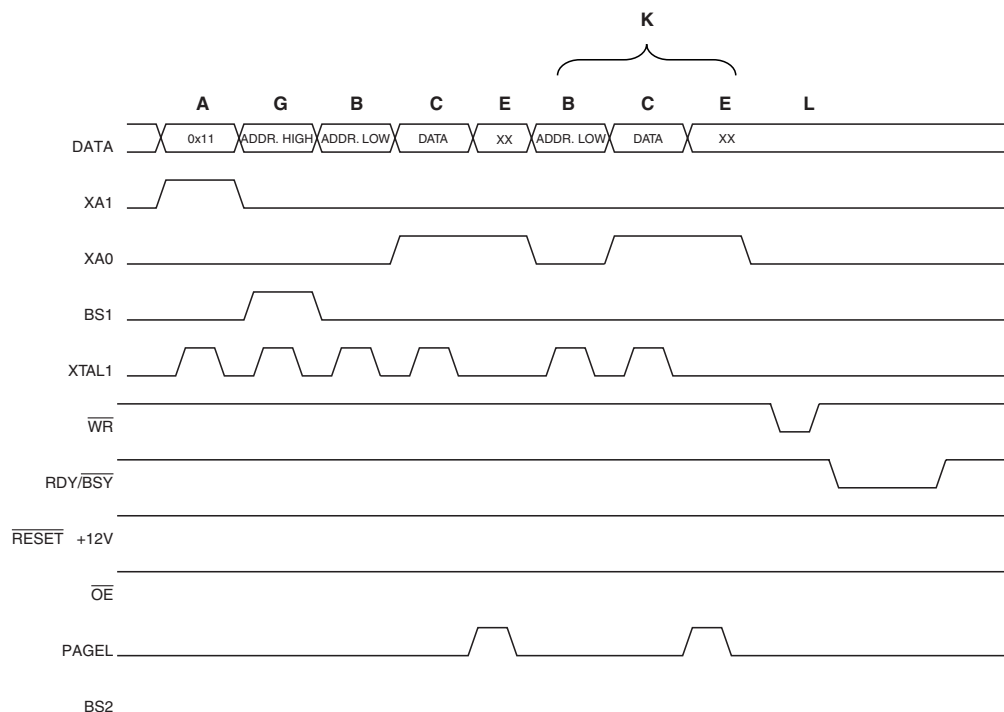 K
A G B C E B C E L
DATA 0x11 ADDR. HIGH ADDR. LOW DATA XX ADDR. LOW DATA XX
XA1
XA0
BS1
XTAL1
WR
RDY/BSY
RESET +12V
OE
PAGEL
BS2